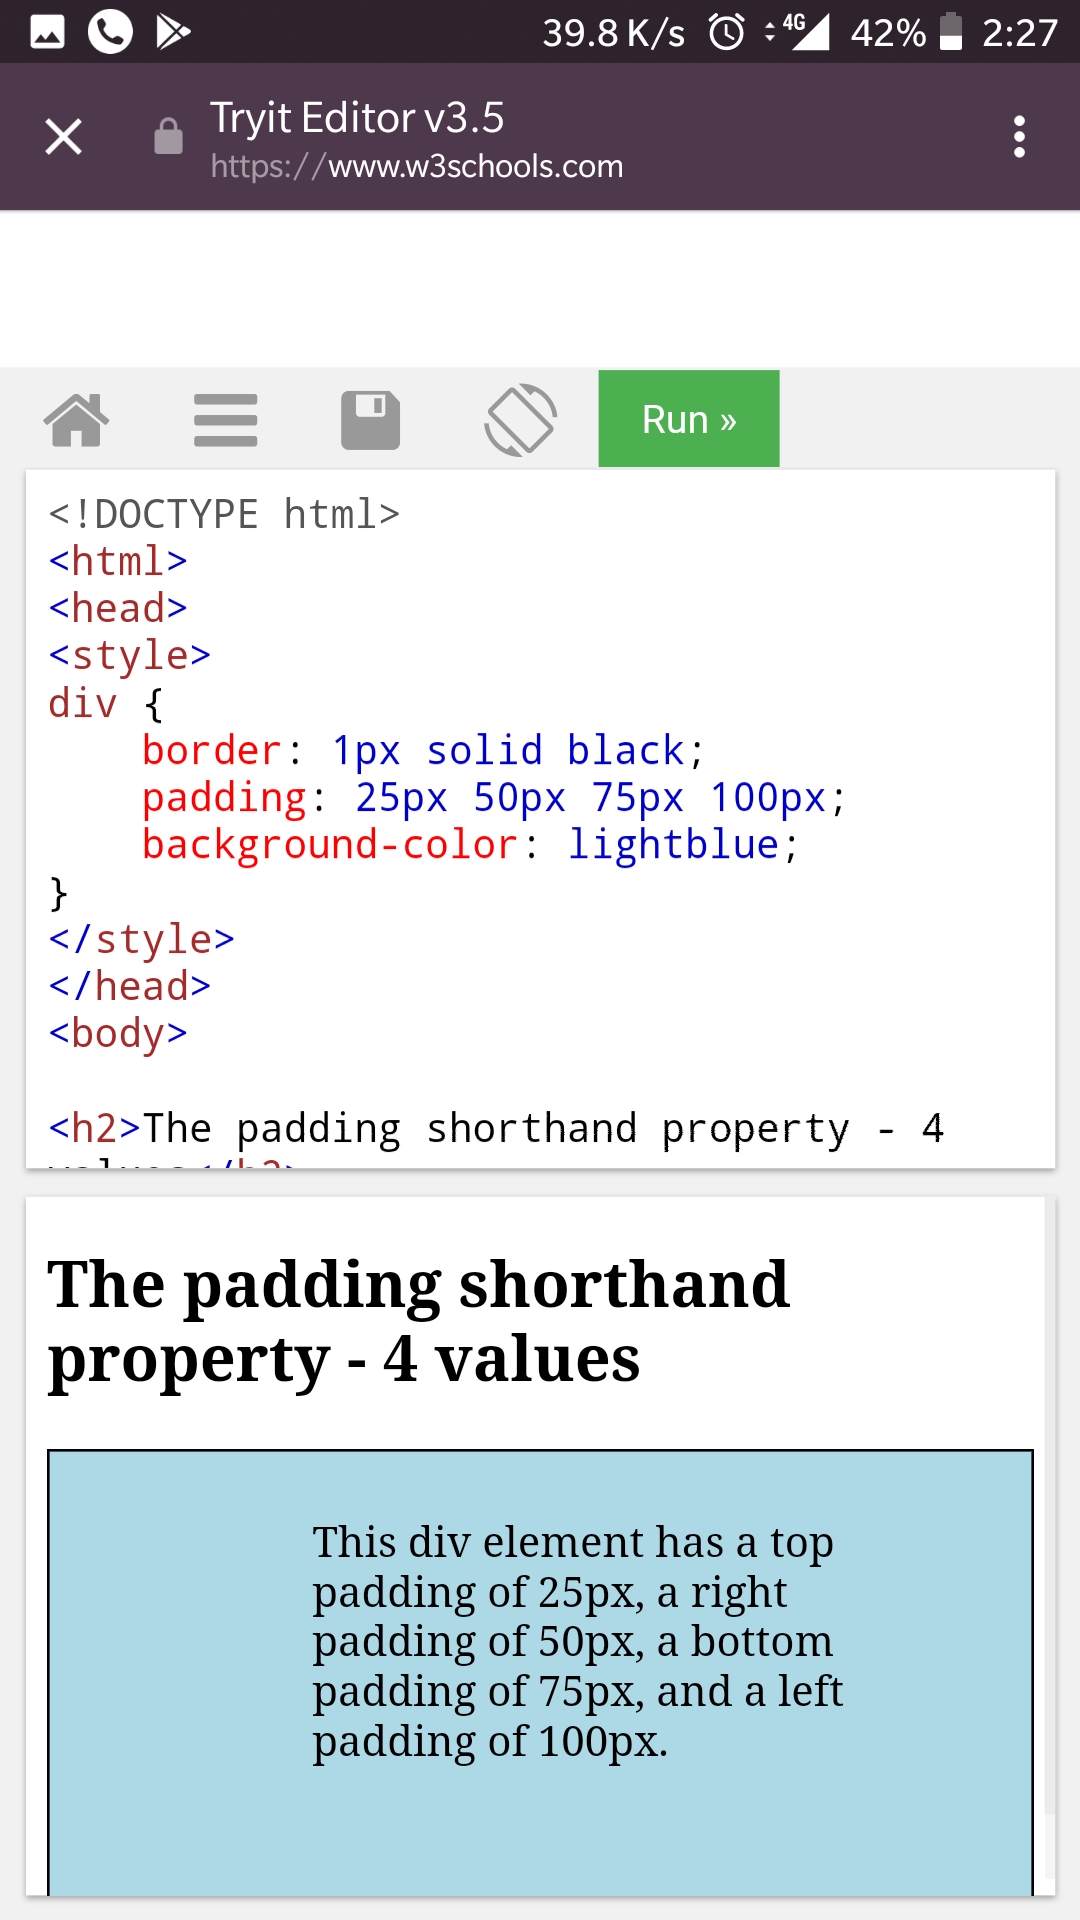 39.8 K/s 4G 42% 2:27
Tryit Editor v3.5
https://www.w3schools.com
Run »
<!DOCTYPE html>
<html>
<head>
<style>
div {
    border: 1px solid black;
    padding: 25px 50px 75px 100px;
    background-color: lightblue;
}
</style>
</head>
<body>
<h2>The padding shorthand property - 4
values</h2>
The padding shorthand
property - 4 values
This div element has a top
padding of 25px, a right
padding of 50px, a bottom
padding of 75px, and a left
padding of 100px.